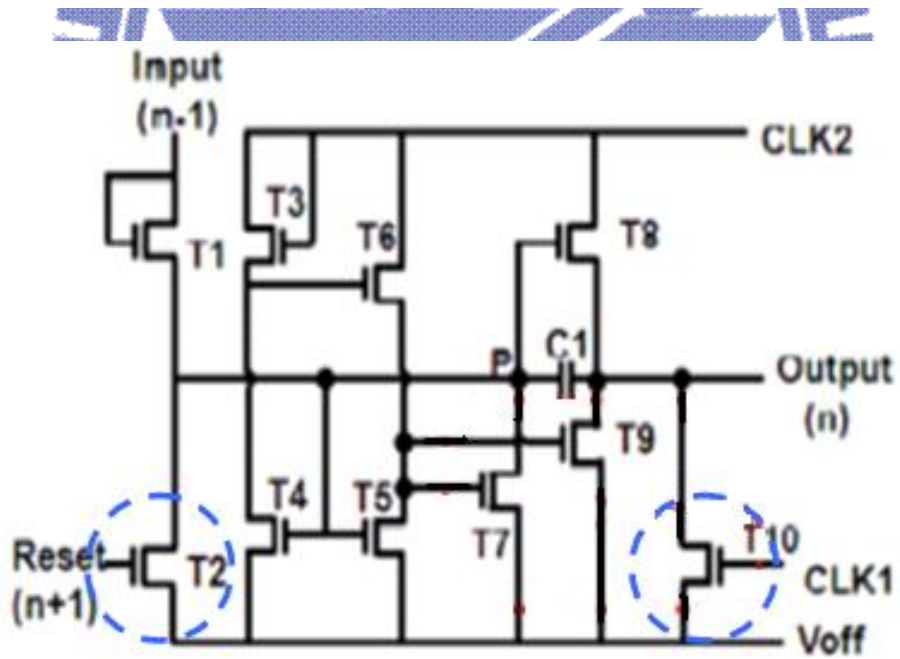 Input
(n-1)
CLK2
T3
T1
T6
T8
P
C1
Output
(n)
T9
T4
T5
T7
T10
Reset
(n+1)
T2
CLK1
Voff